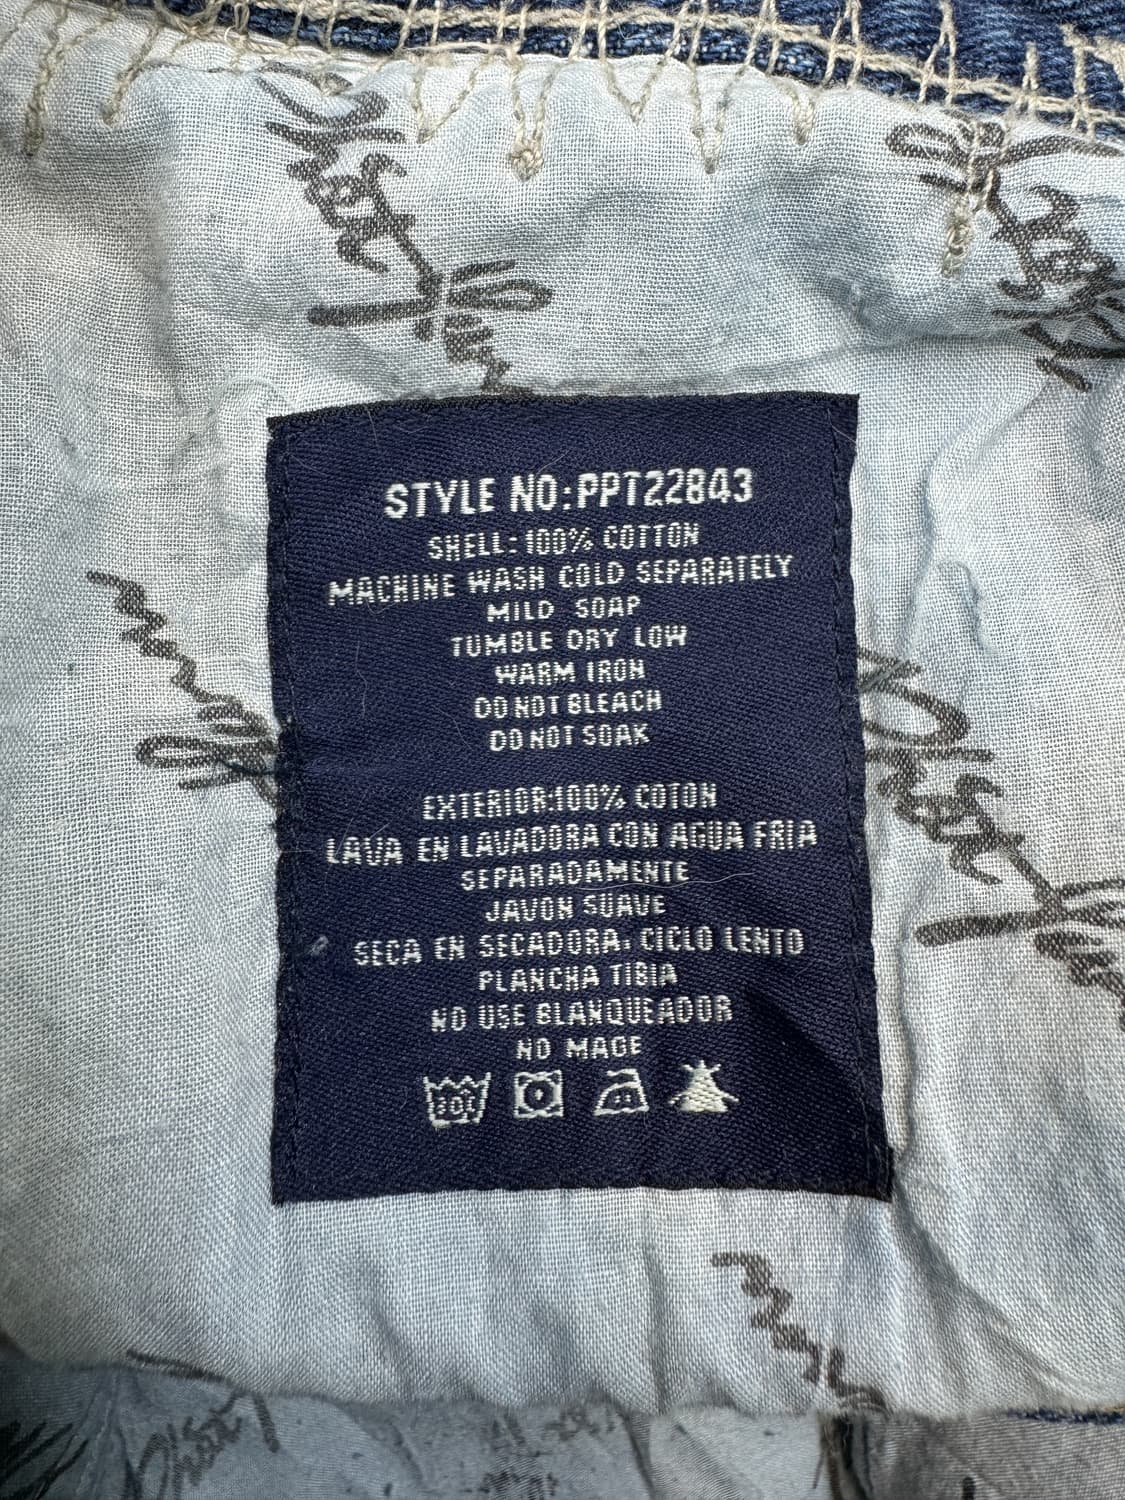 STYLE NO:PPT22843
SHELL: 100% COTTON
MACHINE WASH COLD SEPARATELY
MILD SOAP
TUMBLE DRY LOW
WARM IRON
DO NOT BLEACH
DO NOT SOAK
EXTERIOR:100% COTON
LAVA EN LAVADORA CON AGUA FRIA
SEPARADAMENTE
JAVON SUAVE
SECA EN SECADORA. CICLO LENTO
PLANCHA TIBIA
NO USE BLANQUEADOR
NO MAGE
30C